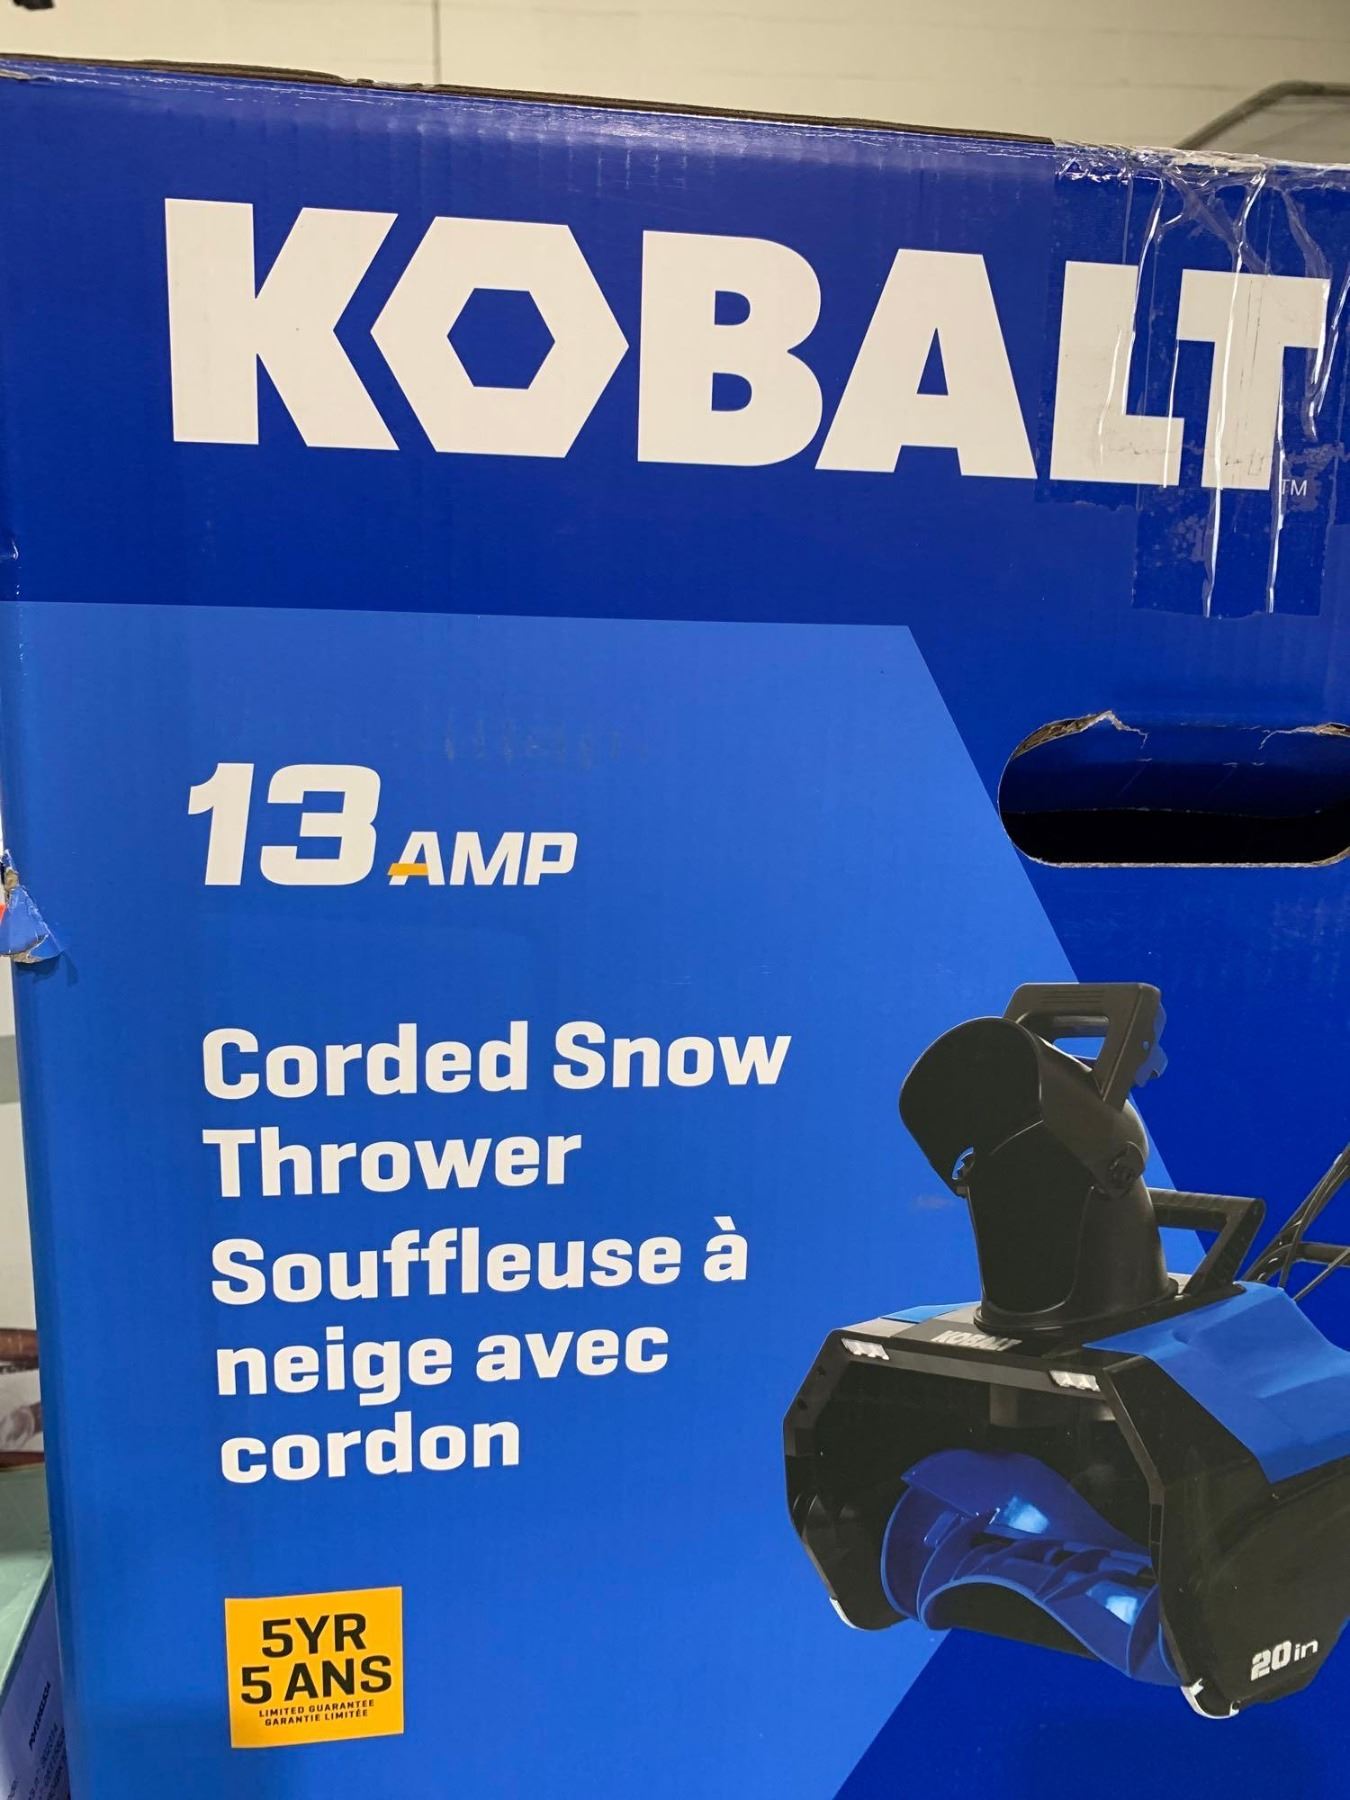 KOBALT
TM
13 AMP
Corded Snow
Thrower
Souffleuse à
neige avec
cordon
KOBALT
20in
5YR
5 ANS
LIMITED GUARANTEE
GARANTIE LIMITÉE